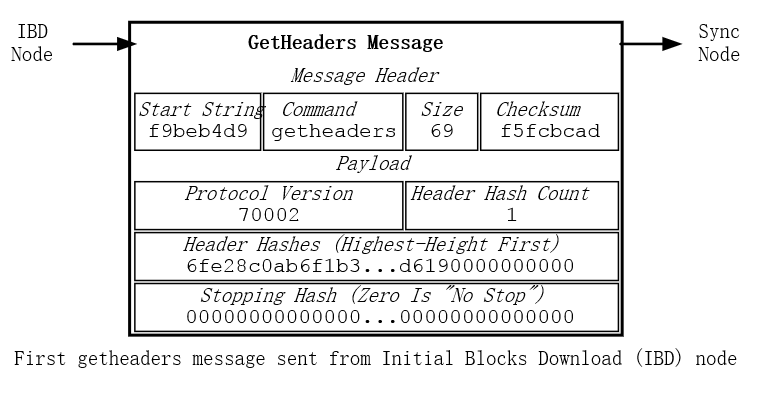 IBD
Node
GetHeaders Message
Sync
Node
Message Header
Start String Command Size Checksum
f9beb4d9 getheaders 69 f5fcbcad
Payload
Protocol Version Header Hash Count
70002 1
Header Hashes (Highest-Height First)
6fe28c0ab6f1b3...d6190000000000
Stopping Hash (Zero Is "No Stop")
00000000000000...00000000000000
First getheaders message sent from Initial Blocks Download (IBD) node